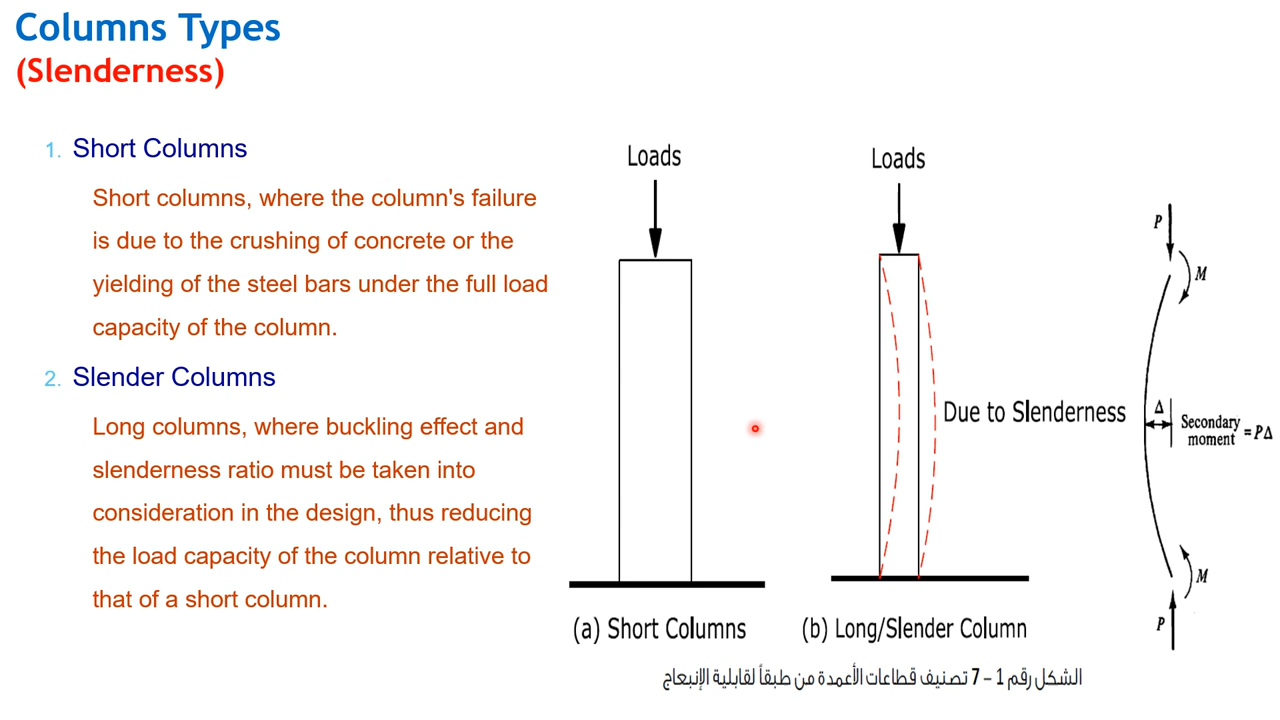 Columns Types
(Slenderness)
1. Short Columns
Short columns, where the column's failure
is due to the crushing of concrete or the
yielding of the steel bars under the full load
capacity of the column.
2. Slender Columns
Long columns, where buckling effect and
slenderness ratio must be taken into
consideration in the design, thus reducing
the load capacity of the column relative to
that of a short column.
Loads
(a) Short Columns
Loads
Due to Slenderness
(b) Long/Slender Column
P
M
Δ
Secondary
moment = PΔ
M
P
الشكل رقم 1 – 7 تصنيف قطاعات الأعمدة من طبقاً لقابلية الإنبعاج